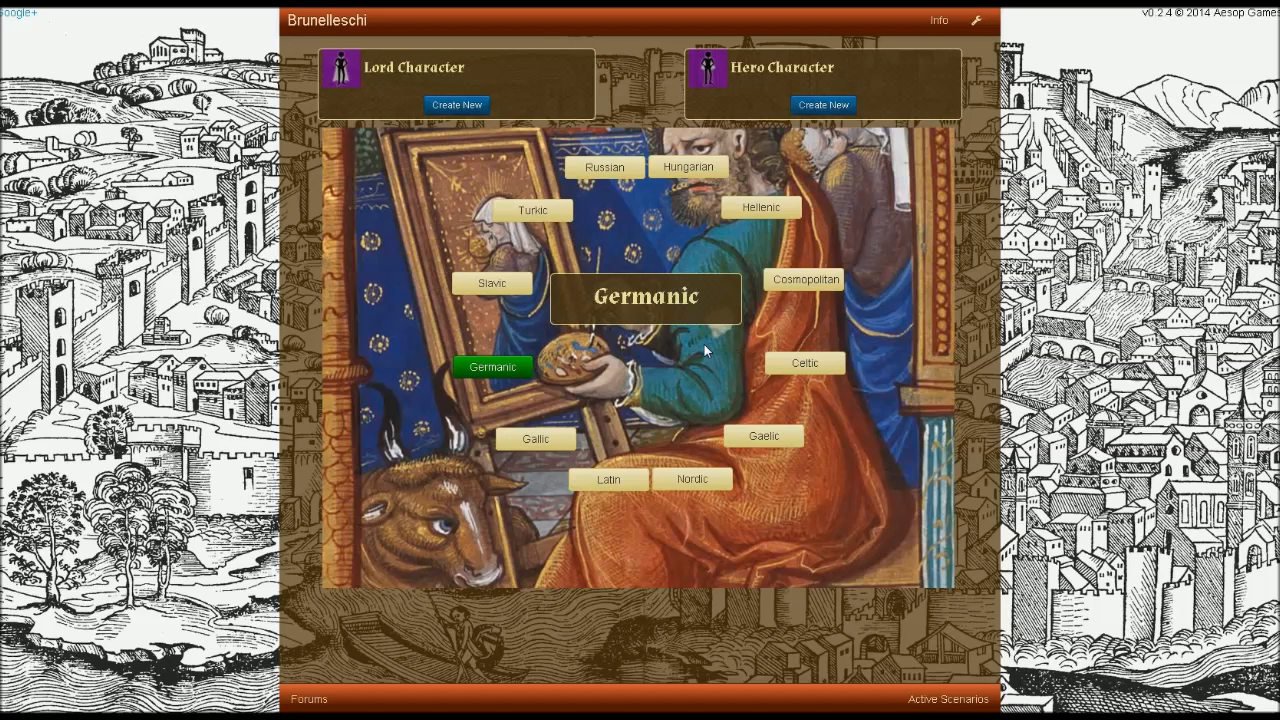 Google+
Brunelleschi
Info
v0.2.4 © 2014 Aesop Games
Lord Character
Create New
Hero Character
Create New
Russian
Hungarian
Turkic
Hellenic
Slavic
Cosmopolitan
Germanic
Germanic
Celtic
Gallic
Gaelic
Latin
Nordic
Forums
Active Scenarios